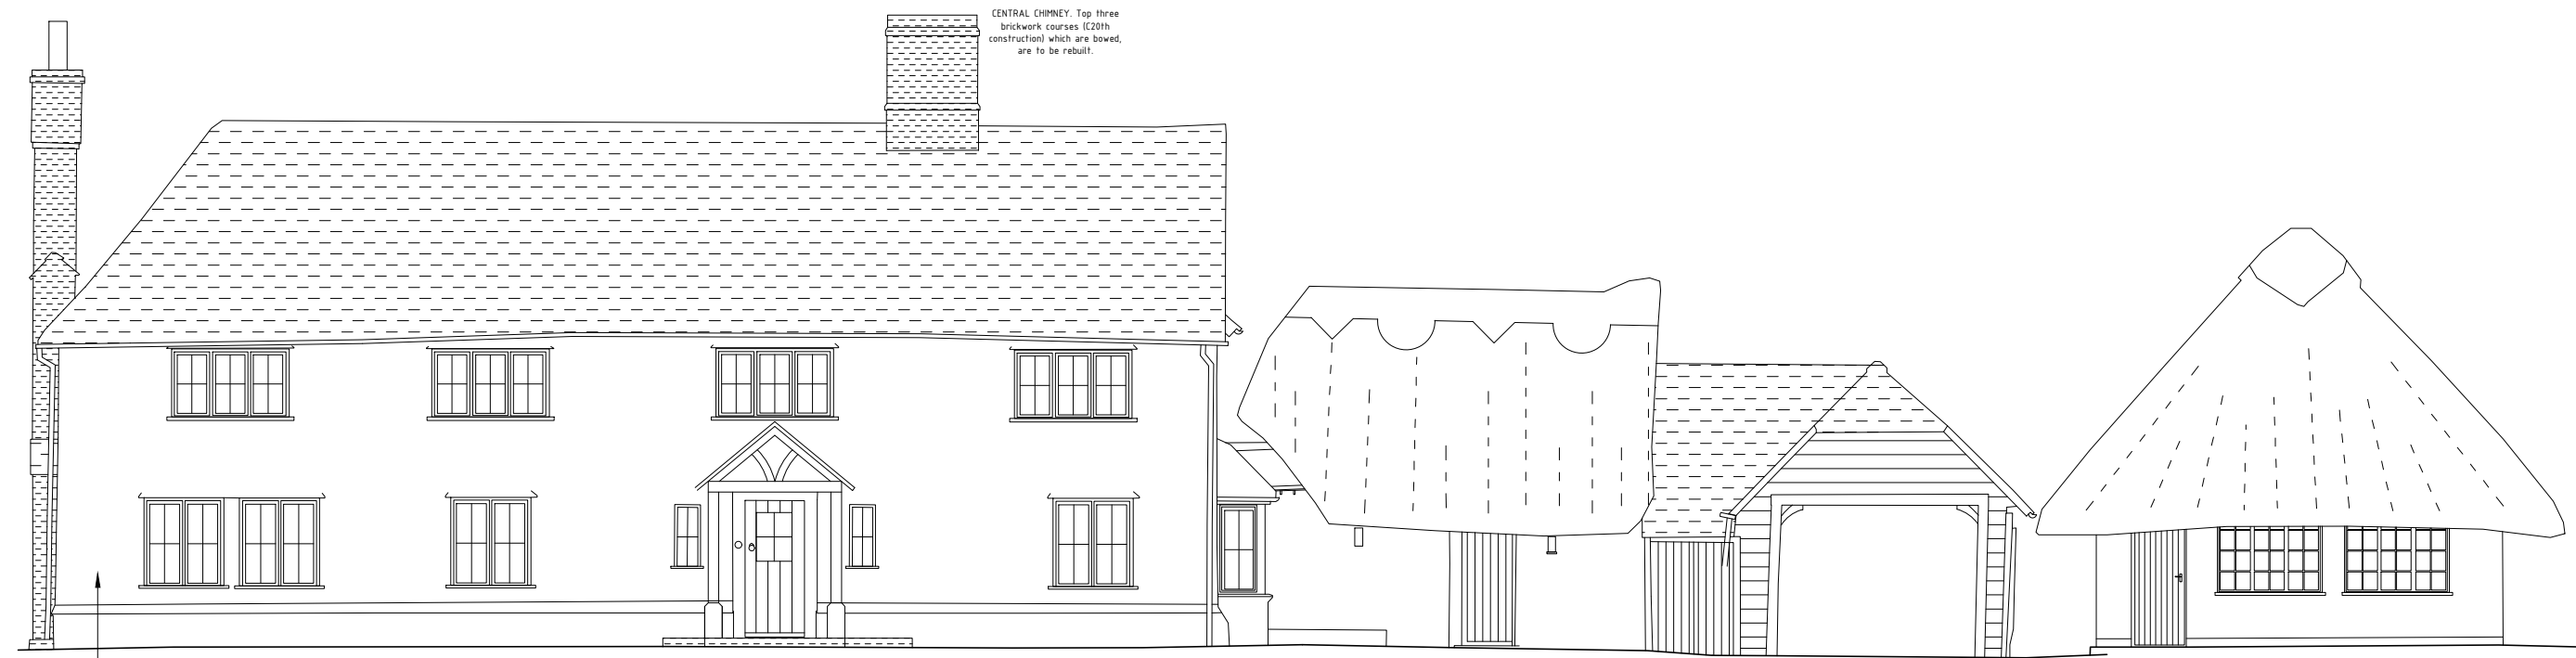 CENTRAL CHIMNEY. Top three
brickwork courses (C20th
construction) which are bowed,
are to be rebuilt.